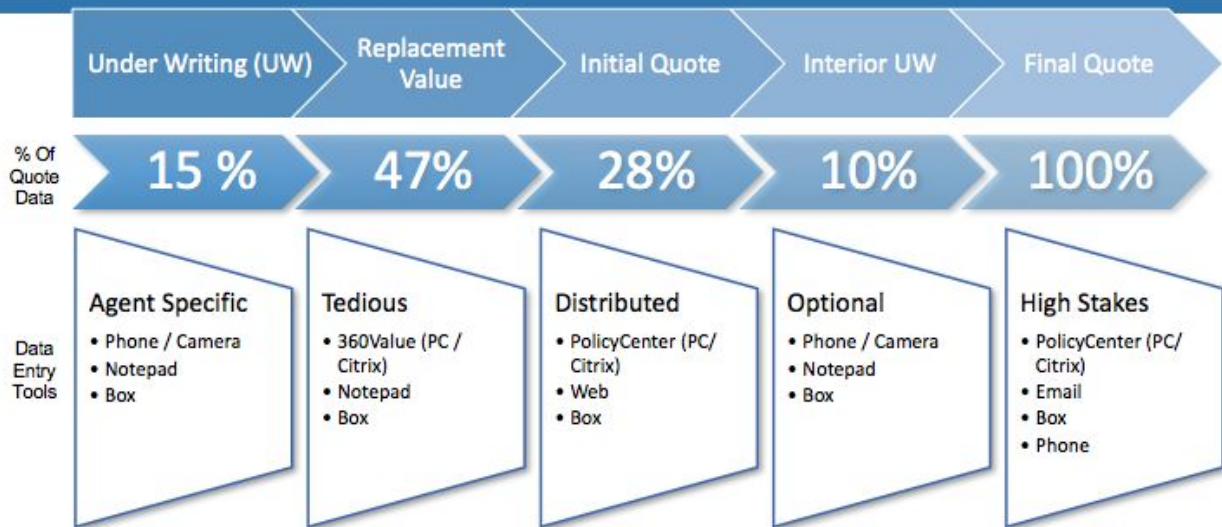 Under Writing (UW)
Replacement
Value
Initial Quote
Interior UW
Final Quote
% Of
Quote
Data
15 %
47%
28%
10%
100%
Data
Entry
Tools
Agent Specific
• Phone / Camera
• Notepad
• Box
Tedious
• 360Value (PC /
Citrix)
• Notepad
• Box
Distributed
• PolicyCenter (PC/
Citrix)
• Web
• Box
Optional
• Phone / Camera
• Notepad
• Box
High Stakes
• PolicyCenter (PC/
Citrix)
• Email
• Box
• Phone